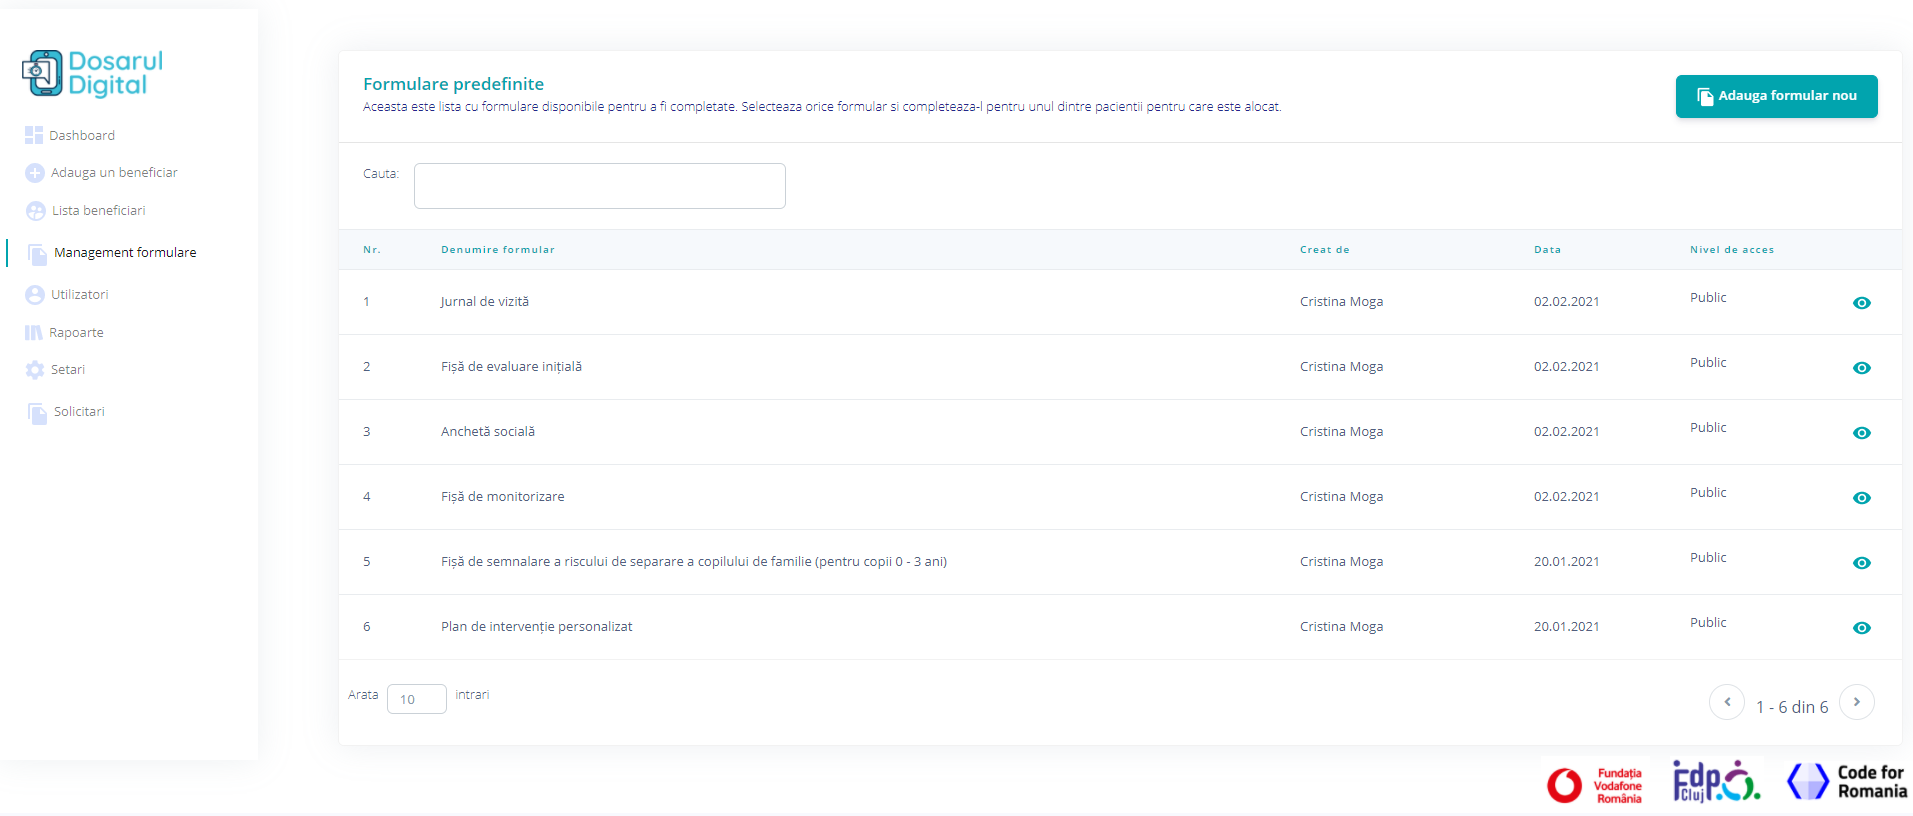 Dosarul
Digital
Dashboard
Adauga un beneficiar
Lista beneficiari
Management formulare
Utilizatori
Rapoarte
Setari
Solicitari
Formulare predefinite
Aceasta este lista cu formulare disponibile pentru a fi completate. Selecteaza orice formular si completeaza-l pentru unul dintre pacientii pentru care este alocat.
Adauga formular nou
Cauta:
Nr. Denumire formular Creat de Data Nivel de acces
1 Jurnal de vizită Cristina Moga 02.02.2021 Public
2 Fișă de evaluare inițială Cristina Moga 02.02.2021 Public
3 Anchetă socială Cristina Moga 02.02.2021 Public
4 Fișă de monitorizare Cristina Moga 02.02.2021 Public
5 Fișă de semnalare a riscului de separare a copilului de familie (pentru copii 0 - 3 ani) Cristina Moga 20.01.2021 Public
6 Plan de intervenție personalizat Cristina Moga 20.01.2021 Public
Arata 10 intrari
1 - 6 din 6
Fundația
Vodafone
România
Fdp
Cluj
Code for
Romania